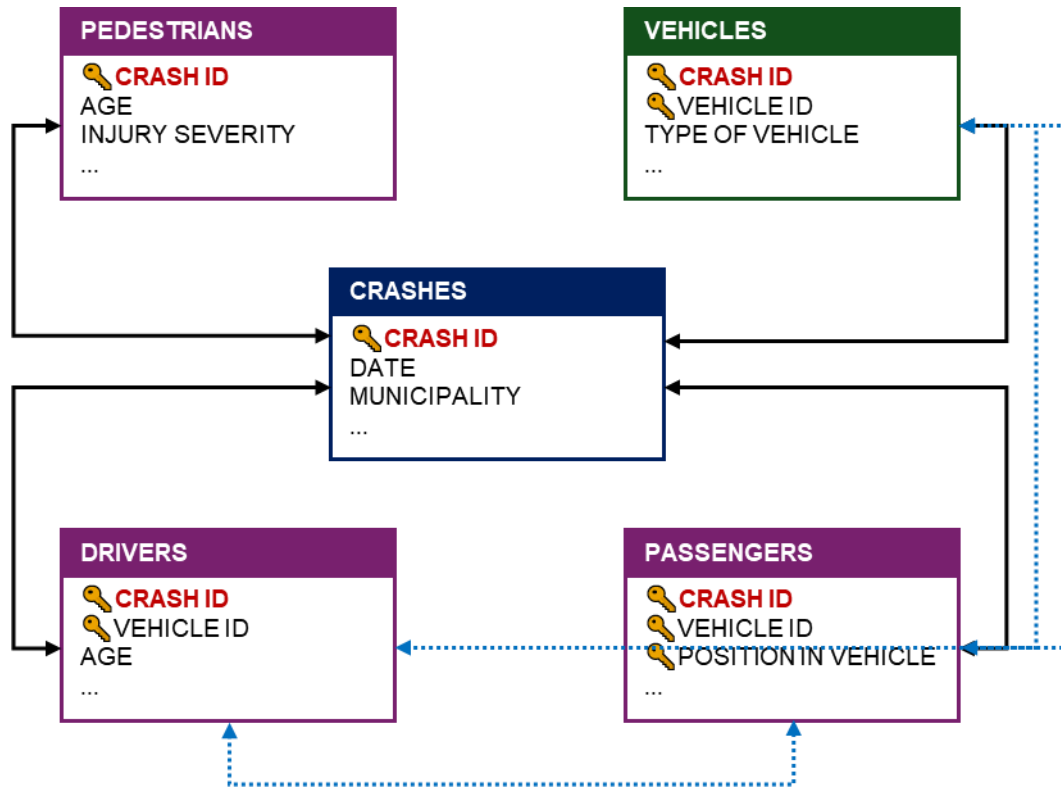 PEDESTRIANS
CRASH ID
AGE
INJURY SEVERITY
...
VEHICLES
CRASH ID
VEHICLE ID
TYPE OF VEHICLE
...
CRASHES
CRASH ID
DATE
MUNICIPALITY
...
DRIVERS
CRASH ID
VEHICLE ID
AGE
...
PASSENGERS
CRASH ID
VEHICLE ID
POSITION IN VEHICLE
...